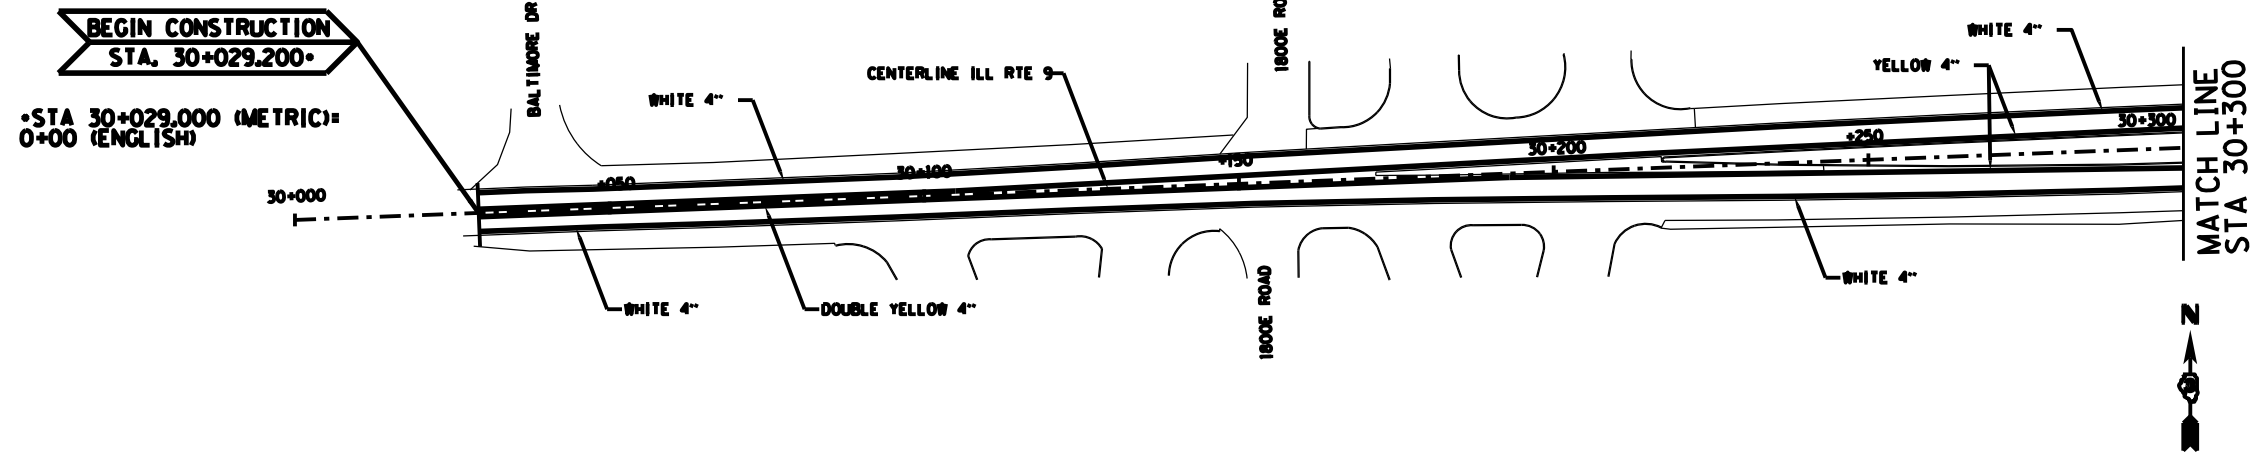 BEGIN CONSTRUCTION
STA. 30+029.200*
*STA 30+029.000 (METRIC)=
0+00 (ENGLISH)
30+000
BALTIMORE DR
WHITE 4"
CENTERLINE ILL RTE 9
1800E RO
WHITE 4"
YELLOW 4"
+050
30+100
+150
30+200
+250
30+300
MATCH LINE
STA 30+300
WHITE 4"
DOUBLE YELLOW 4"
1800E ROAD
WHITE 4"
N